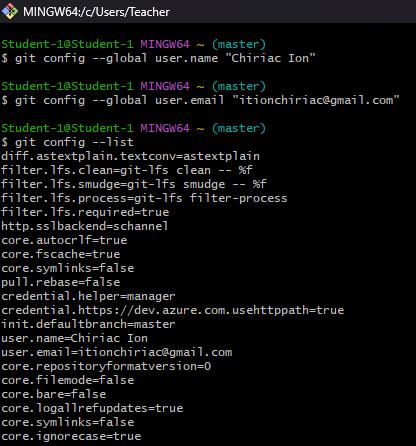 MINGW64:/c/Users/Teacher
Student-1@Student-1 MINGW64 ~ (master)
$ git config --global user.name "Chiriac Ion"
Student-1@Student-1 MINGW64 ~ (master)
$ git config --global user.email "itionchiriac@gmail.com"
Student-1@Student-1 MINGW64 ~ (master)
$ git config --list
diff.astextplain.textconv=astextplain
filter.lfs.clean=git-lfs clean -- %f
filter.lfs.smudge=git-lfs smudge -- %f
filter.lfs.process=git-lfs filter-process
filter.lfs.required=true
http.sslbackend=schannel
core.autocrlf=true
core.fscache=true
core.symlinks=false
pull.rebase=false
credential.helper=manager
credential.https://dev.azure.com.usehttppath=true
init.defaultbranch=master
user.name=Chiriac Ion
user.email=itionchiriac@gmail.com
core.repositoryformatversion=0
core.filemode=false
core.bare=false
core.logallrefupdates=true
core.symlinks=false
core.ignorecase=true